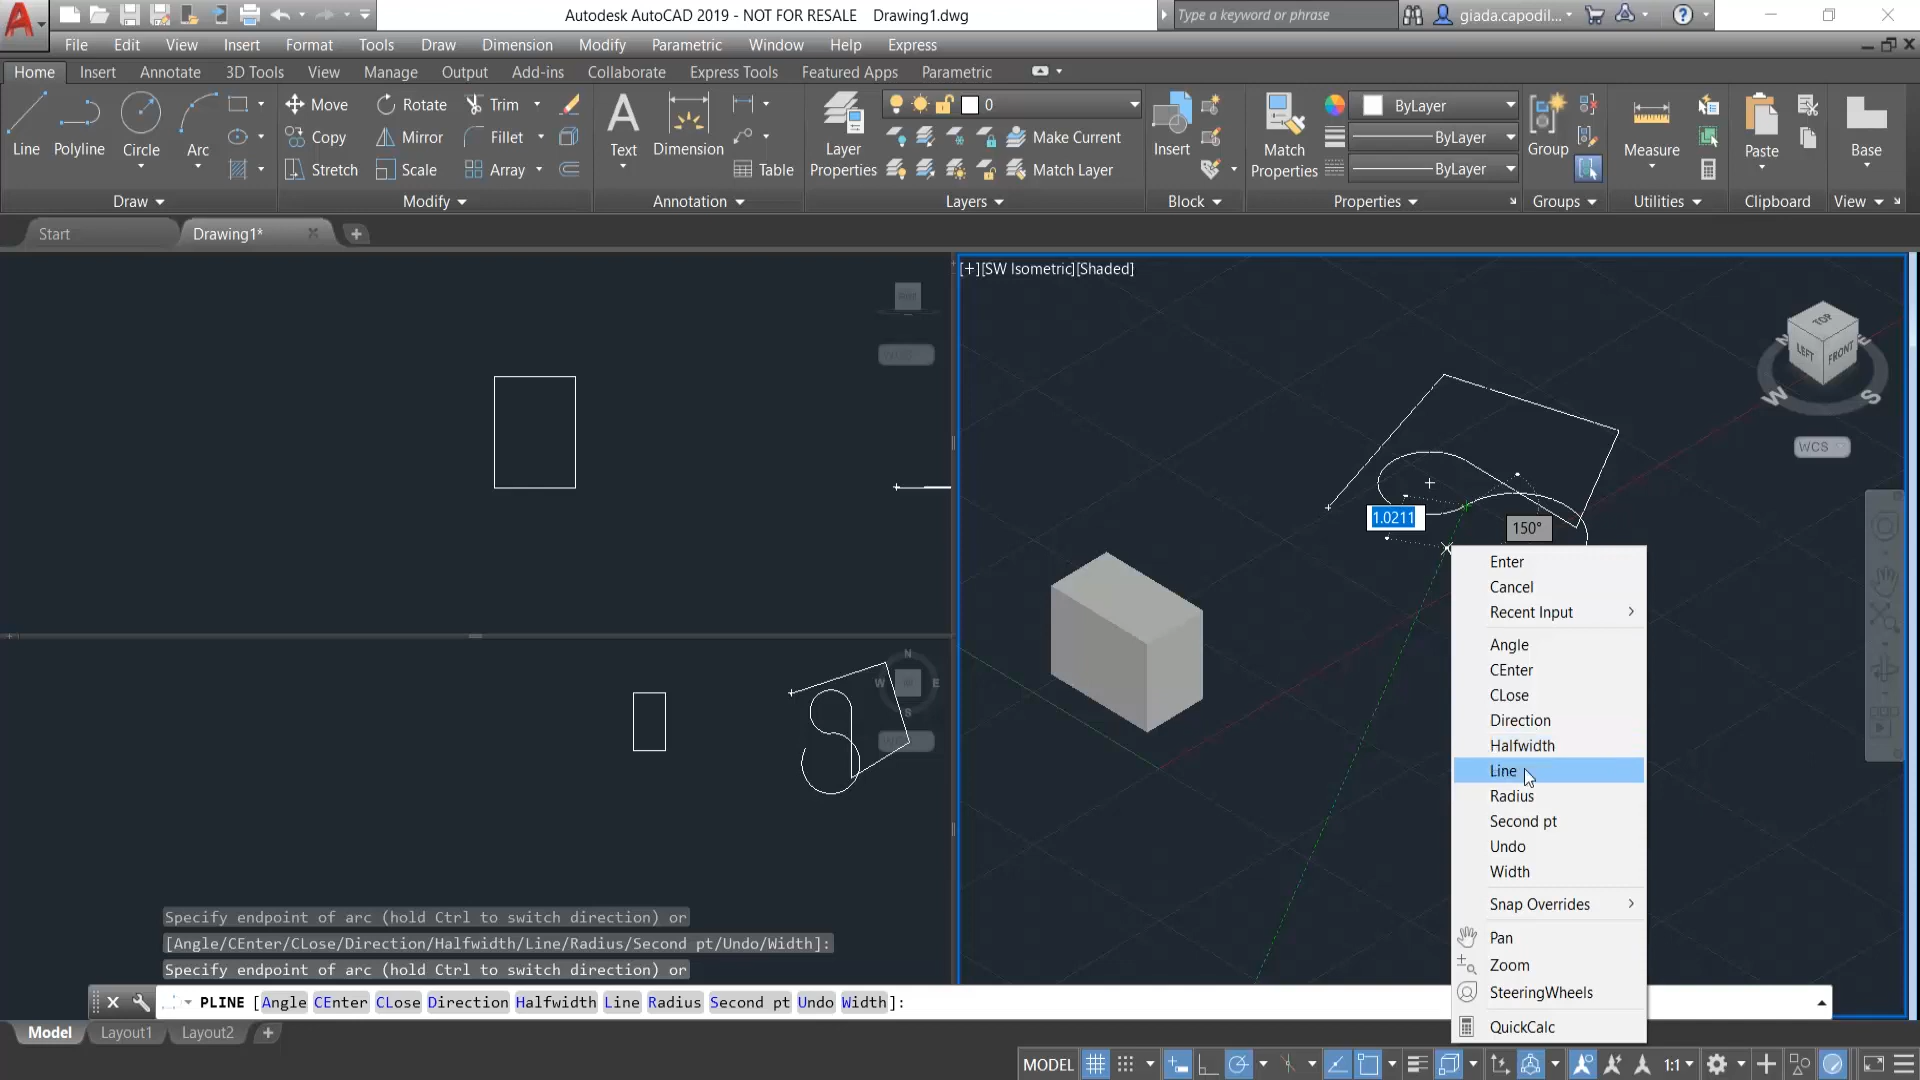 Autodesk AutoCAD 2019 - NOT FOR RESALE Drawing1.dwg
Type a keyword or phrase
giada.capodil...
File Edit View Insert Format Tools Draw Dimension Modify Parametric Window Help Express
Home Insert Annotate 3D Tools View Manage Output Add-ins Collaborate Express Tools Featured Apps Parametric
Line Polyline Circle Arc
Move Rotate Trim
Copy Mirror Fillet
Stretch Scale Array
Text Dimension Table
Layer Properties
0
Make Current
Match Layer
Insert
Match Properties
ByLayer
ByLayer
ByLayer
Group
Measure
Paste
Base
Draw Modify Annotation Layers Block Properties Groups Utilities Clipboard View
Start Drawing1*
[+][SW Isometric][Shaded]
TOP
LEFT FRONT
W S
WCS
1.0211
150°
N
W E
S
Enter
Cancel
Recent Input
Angle
CEnter
CLose
Direction
Halfwidth
Line
Radius
Second pt
Undo
Width
Snap Overrides
Pan
Zoom
SteeringWheels
QuickCalc
Specify endpoint of arc (hold Ctrl to switch direction) or
[Angle/CEnter/CLose/Direction/Halfwidth/Line/Radius/Second pt/Undo/Width]:
Specify endpoint of arc (hold Ctrl to switch direction) or
PLINE [Angle CEnter CLose Direction Halfwidth Line Radius Second pt Undo Width]:
Model Layout1 Layout2
MODEL 1:1